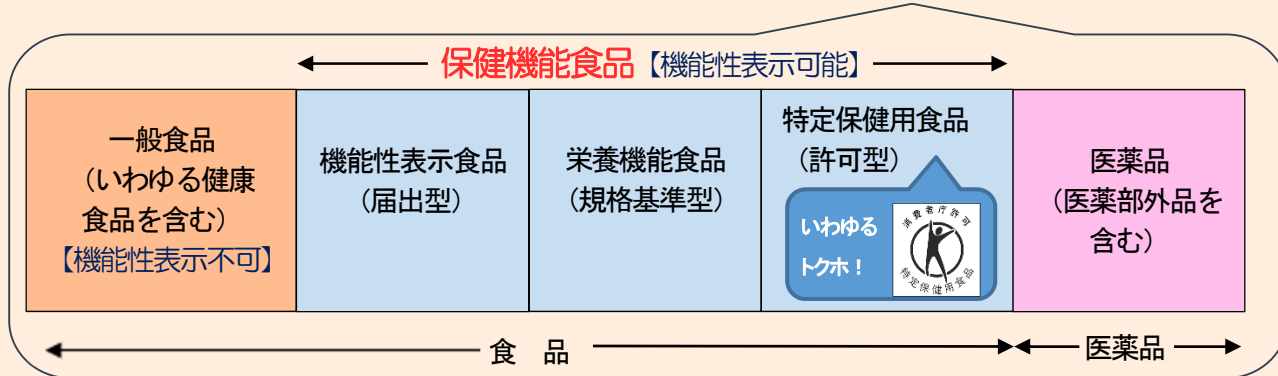 保健機能食品【機能性表示可能】
一般食品
(いわゆる健康
食品を含む)
【機能性表示不可】
機能性表示食品
(届出型)
栄養機能食品
(規格基準型)
特定保健用食品
(許可型)
いわゆる
トクホ!
消費者庁許可
特定保健用食品
医薬品
(医薬部外品を
含む)
食 品
医薬品